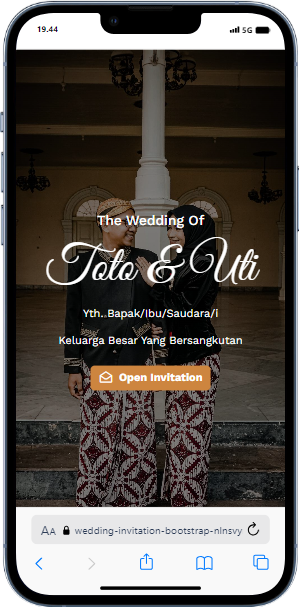 19.44
5G
The Wedding Of
Toto & Uti
Yth..Bapak/Ibu/Saudara/i
Keluarga Besar Yang Bersangkutan
Open Invitation
AA wedding-invitation-bootstrap-nlnsvy